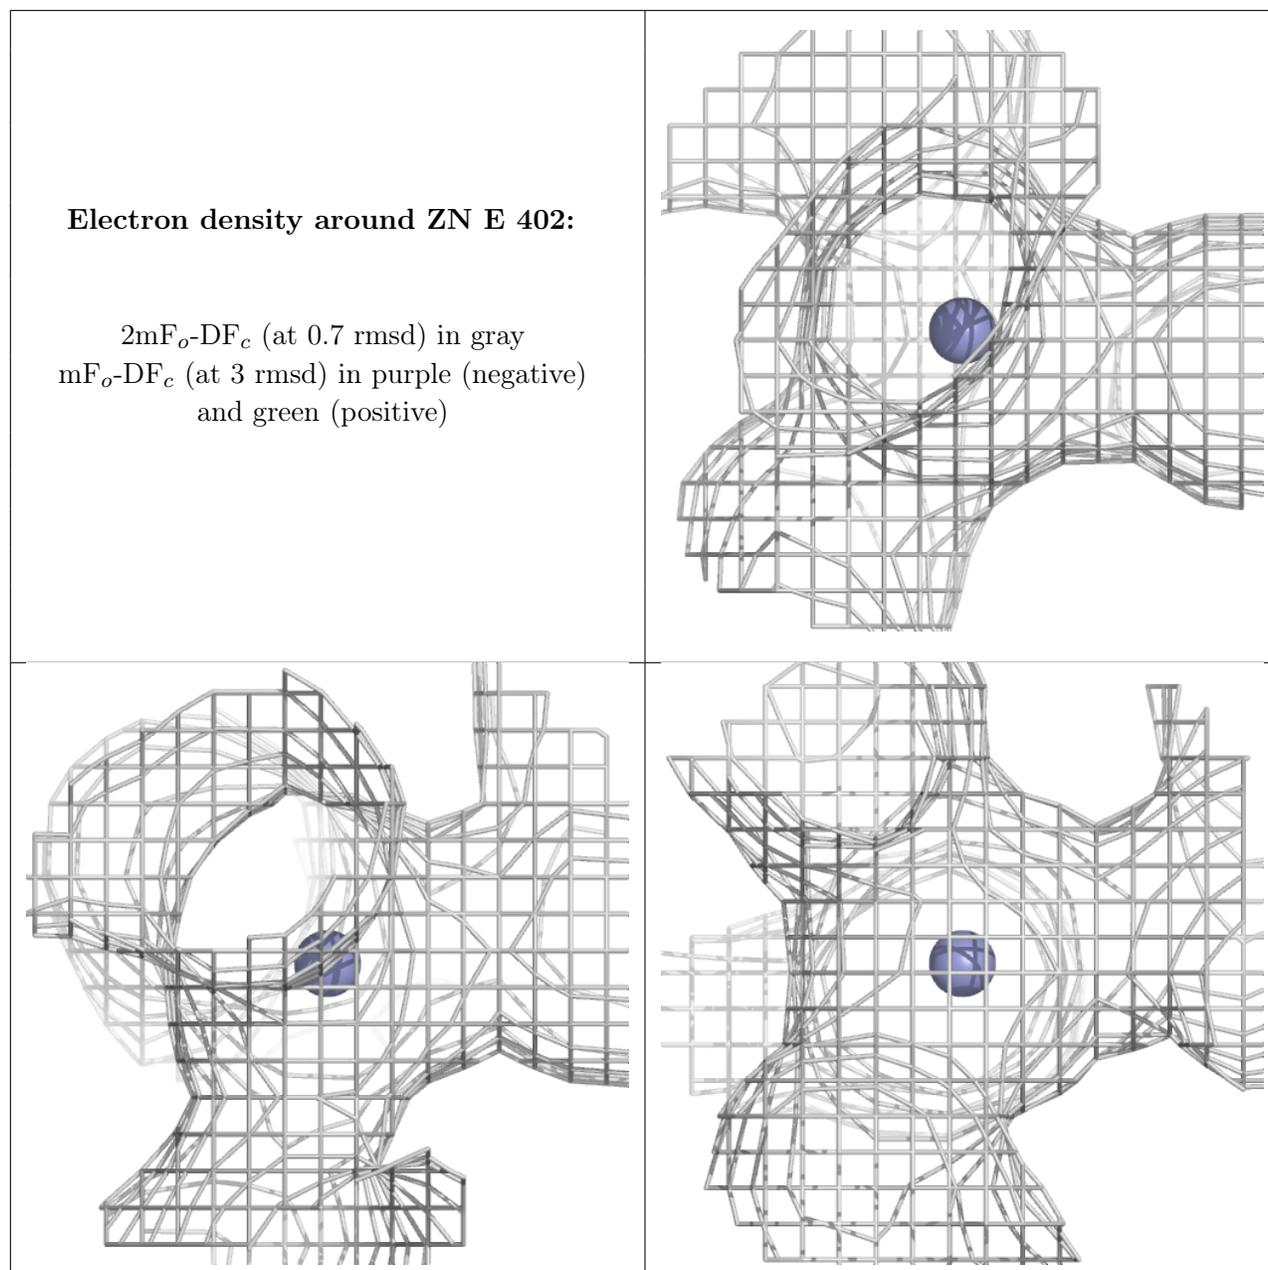 Electron density around ZN E 402:
2mFo-DFc (at 0.7 rmsd) in gray
mFo-DFc (at 3 rmsd) in purple (negative)
and green (positive)